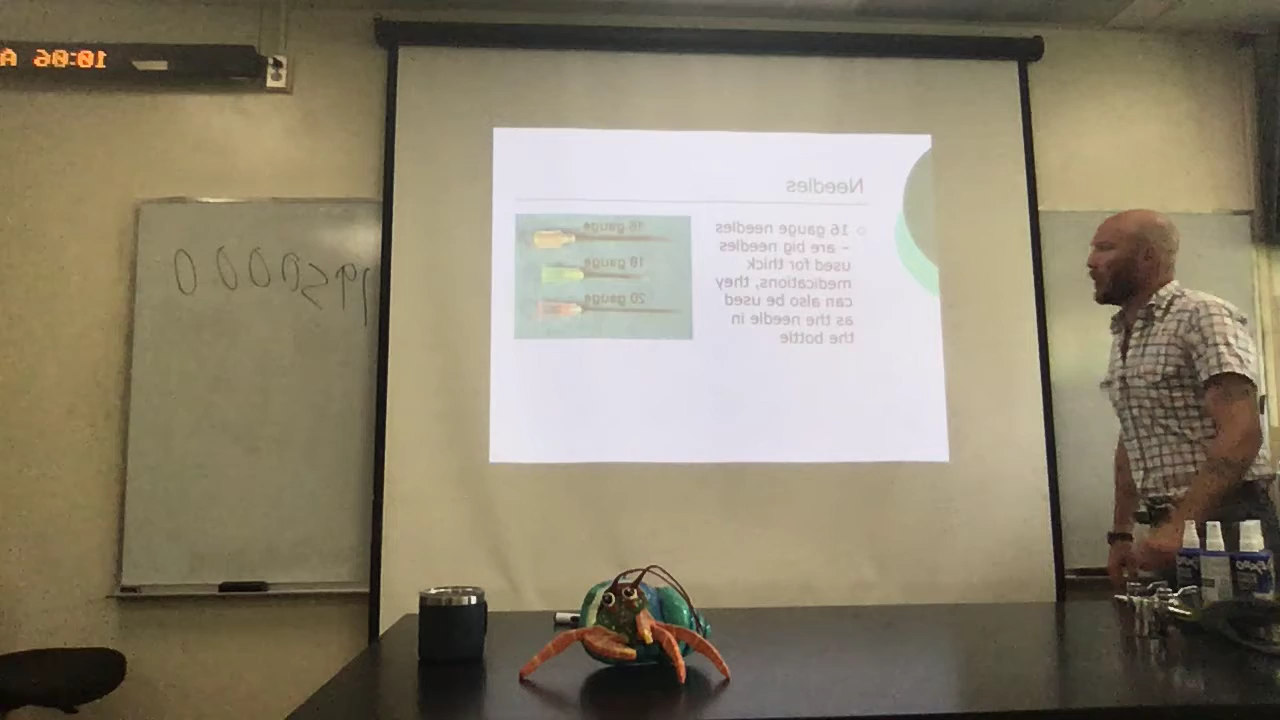 10:06 A
Needles
16 gauge needles
– are big needles
used for thick
medications, they
can also be used
as the needle in
the bottle
16 gauge
18 gauge
20 gauge